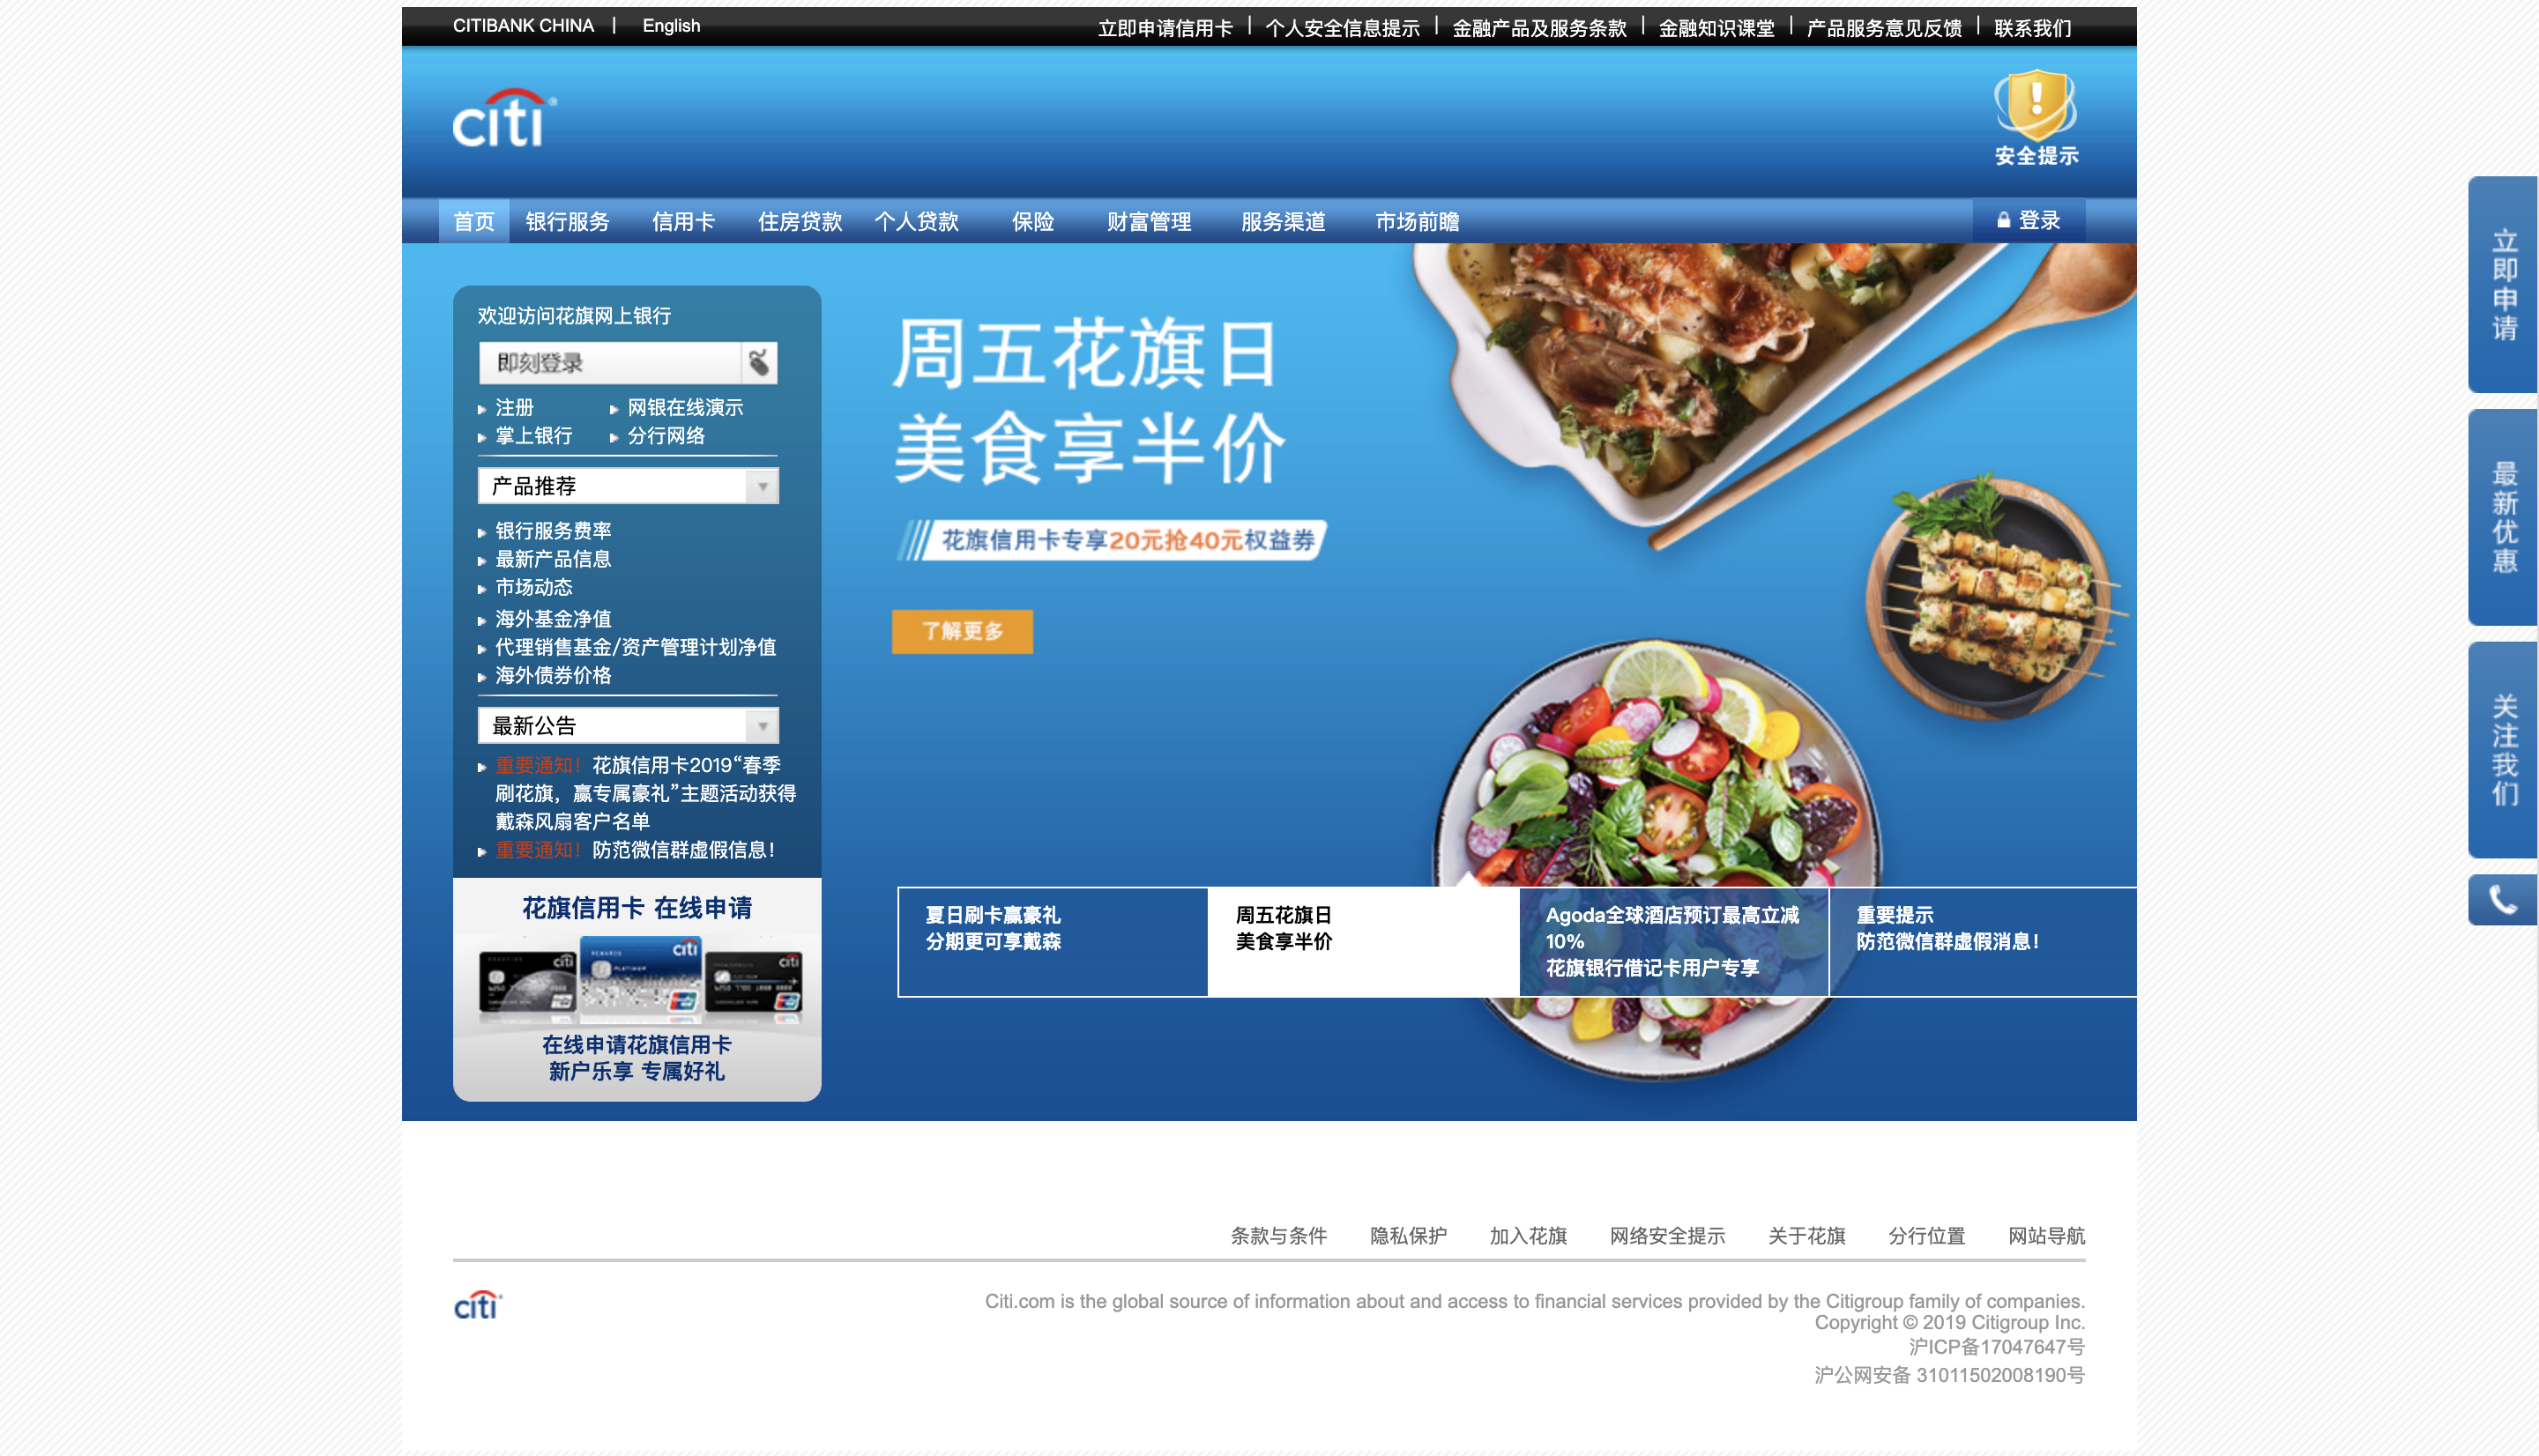 CITIBANK CHINA | English
立即申请信用卡 | 个人安全信息提示 | 金融产品及服务条款 | 金融知识课堂 | 产品服务意见反馈 | 联系我们
citi
安全提示
首页 银行服务 信用卡 住房贷款 个人贷款 保险 财富管理 服务渠道 市场前瞻 登录
欢迎访问花旗网上银行
即刻登录
注册 网银在线演示
掌上银行 分行网络
产品推荐
银行服务费率
最新产品信息
市场动态
海外基金净值
代理销售基金/资产管理计划净值
海外债券价格
最新公告
重要通知！花旗信用卡2019“春季
刷花旗，赢专属豪礼”主题活动获得
戴森风扇客户名单
重要通知！防范微信群虚假信息！
花旗信用卡 在线申请
citi
citi
citi
在线申请花旗信用卡
新户乐享 专属好礼
周五花旗日
美食享半价
花旗信用卡专享20元抢40元权益券
了解更多
夏日刷卡赢豪礼
分期更可享戴森
周五花旗日
美食享半价
Agoda全球酒店预订最高立减
10%
花旗银行借记卡用户专享
重要提示
防范微信群虚假消息！
立即申请
最新优惠
关注我们
条款与条件 隐私保护 加入花旗 网络安全提示 关于花旗 分行位置 网站导航
citi
Citi.com is the global source of information about and access to financial services provided by the Citigroup family of companies.
Copyright © 2019 Citigroup Inc.
沪ICP备17047647号
沪公网安备 31011502008190号